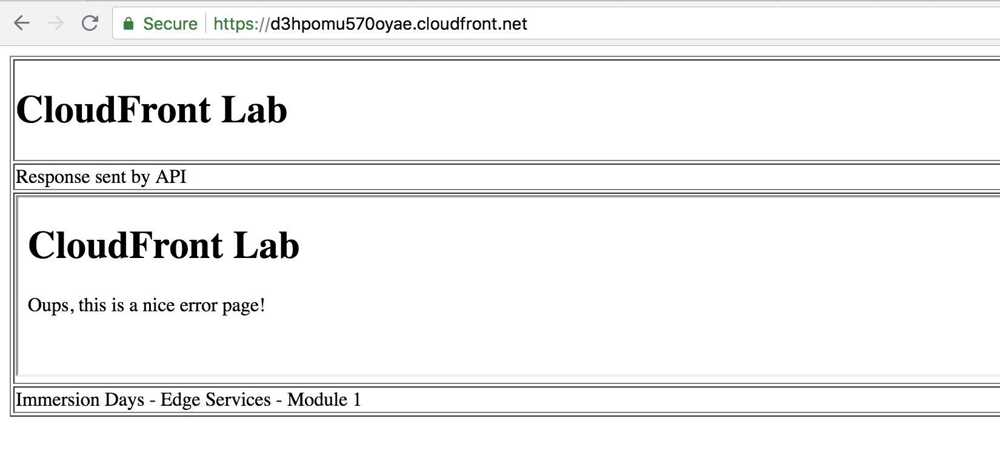 Secure https://d3hpomu570oyae.cloudfront.net
CloudFront Lab
Response sent by API
CloudFront Lab
Oups, this is a nice error page!
Immersion Days - Edge Services - Module 1